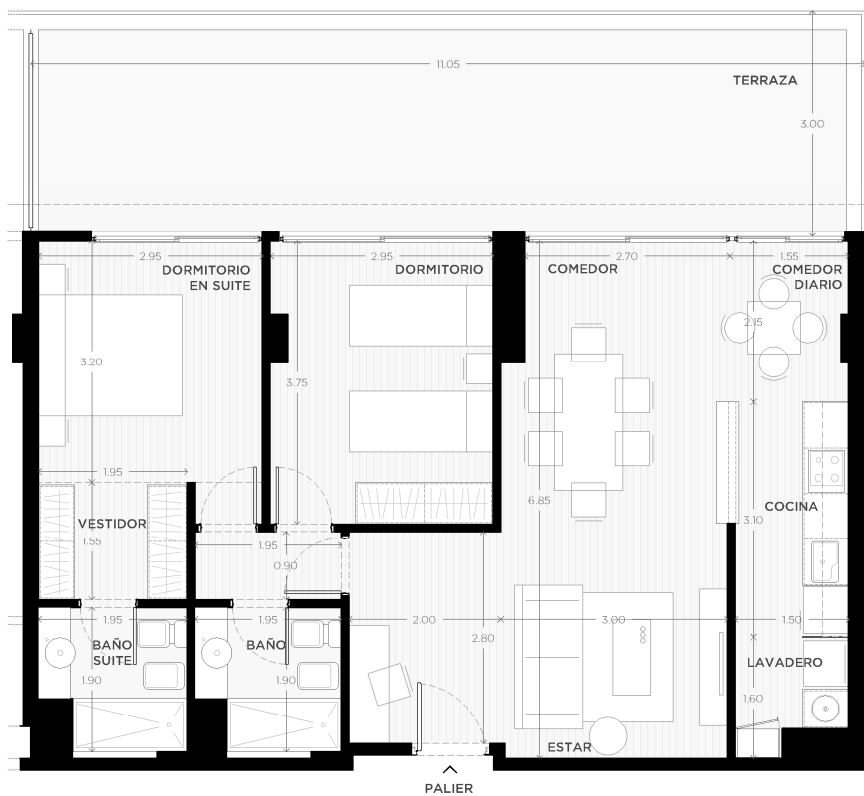 11.05
TERRAZA
3.00
2.95
2.95
2.70
1.55
DORMITORIO
EN SUITE
DORMITORIO
COMEDOR
COMEDOR
DIARIO
2.15
3.20
3.75
1.95
6.85
VESTIDOR
1.55
COCINA
3.10
1.95
0.90
1.95
1.95
2.00
3.00
1.50
2.80
BAÑO
SUITE
BAÑO
LAVADERO
1.90
1.90
1.60
ESTAR
PALIER